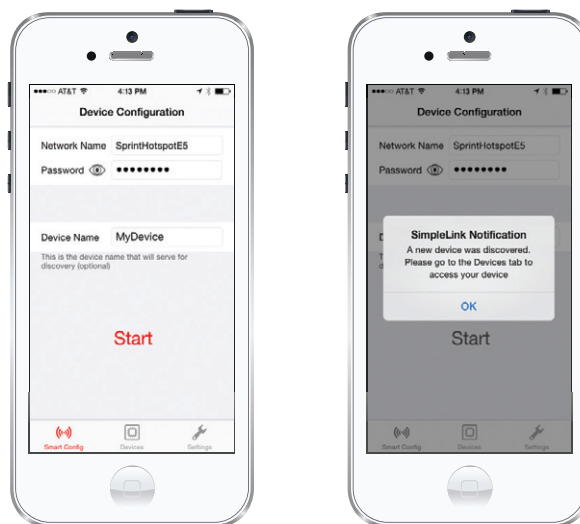 ●●●○○ AT&T 4:13 PM
Device Configuration
Network Name SprintHotspotE5
Password ●●●●●●●●
Device Name MyDevice
This is the device name that will serve for
discovery (optional)
Start
Smart Config Devices Settings
●●●○○ AT&T 4:13 PM
Device Configuration
Network Name SprintHotspotE5
Password ●●●●●●●●
SimpleLink Notification
A new device was discovered.
Please go to the Devices tab to
access your device
OK
Start
Smart Config Devices Settings